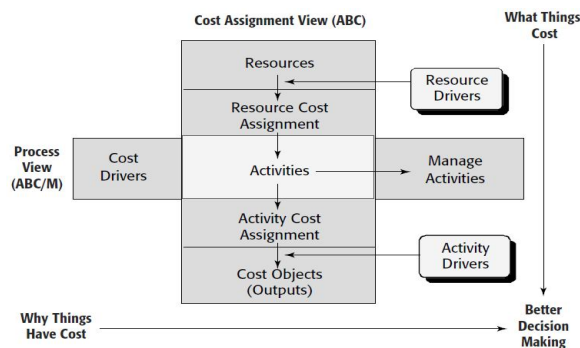 Cost Assignment View (ABC)
What Things
Cost
Resources
Resource
Drivers
Resource Cost
Assignment
Process
View
(ABC/M)
Cost
Drivers
Activities
Manage
Activities
Activity Cost
Assignment
Activity
Drivers
Cost Objects
(Outputs)
Why Things
Have Cost
Better
Decision
Making